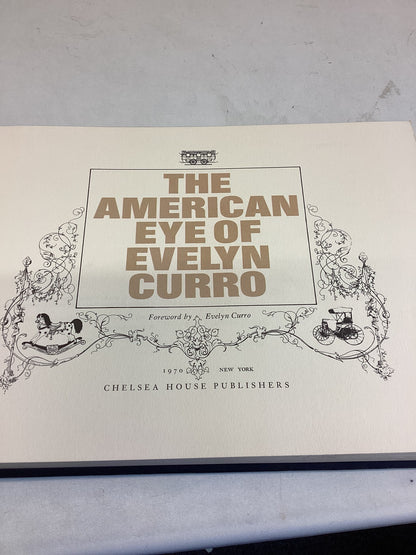 THE
AMERICAN
EYE OF
EVELYN
CURRO
Foreword by Evelyn Curro
1970 NEW YORK
CHELSEA HOUSE PUBLISHERS